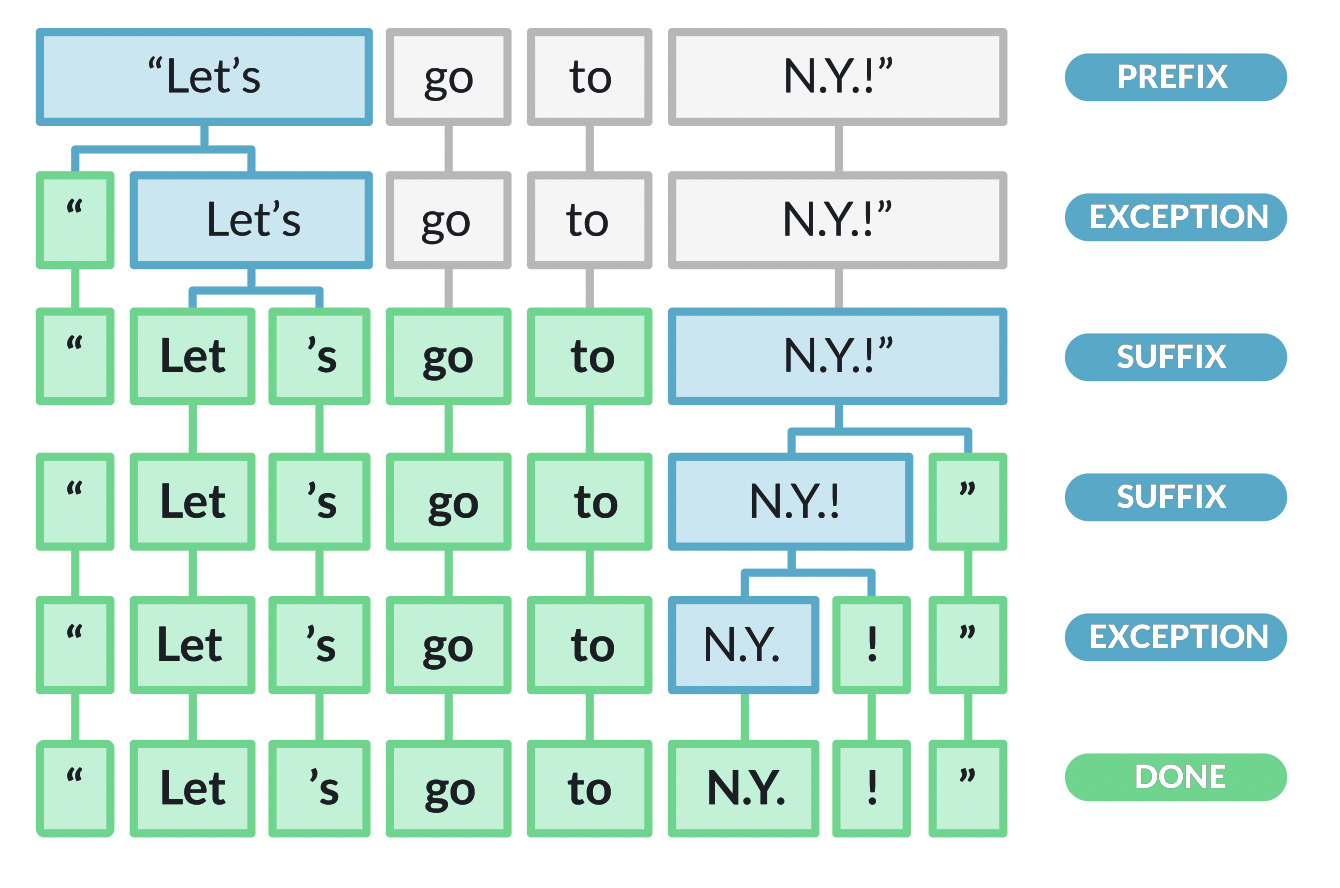 “Let’s go to N.Y.!” PREFIX
“ Let’s go to N.Y.!” EXCEPTION
“ Let ’s go to N.Y.!” SUFFIX
“ Let ’s go to N.Y.! ” SUFFIX
“ Let ’s go to N.Y. ! ” EXCEPTION
“ Let ’s go to N.Y. ! ” DONE